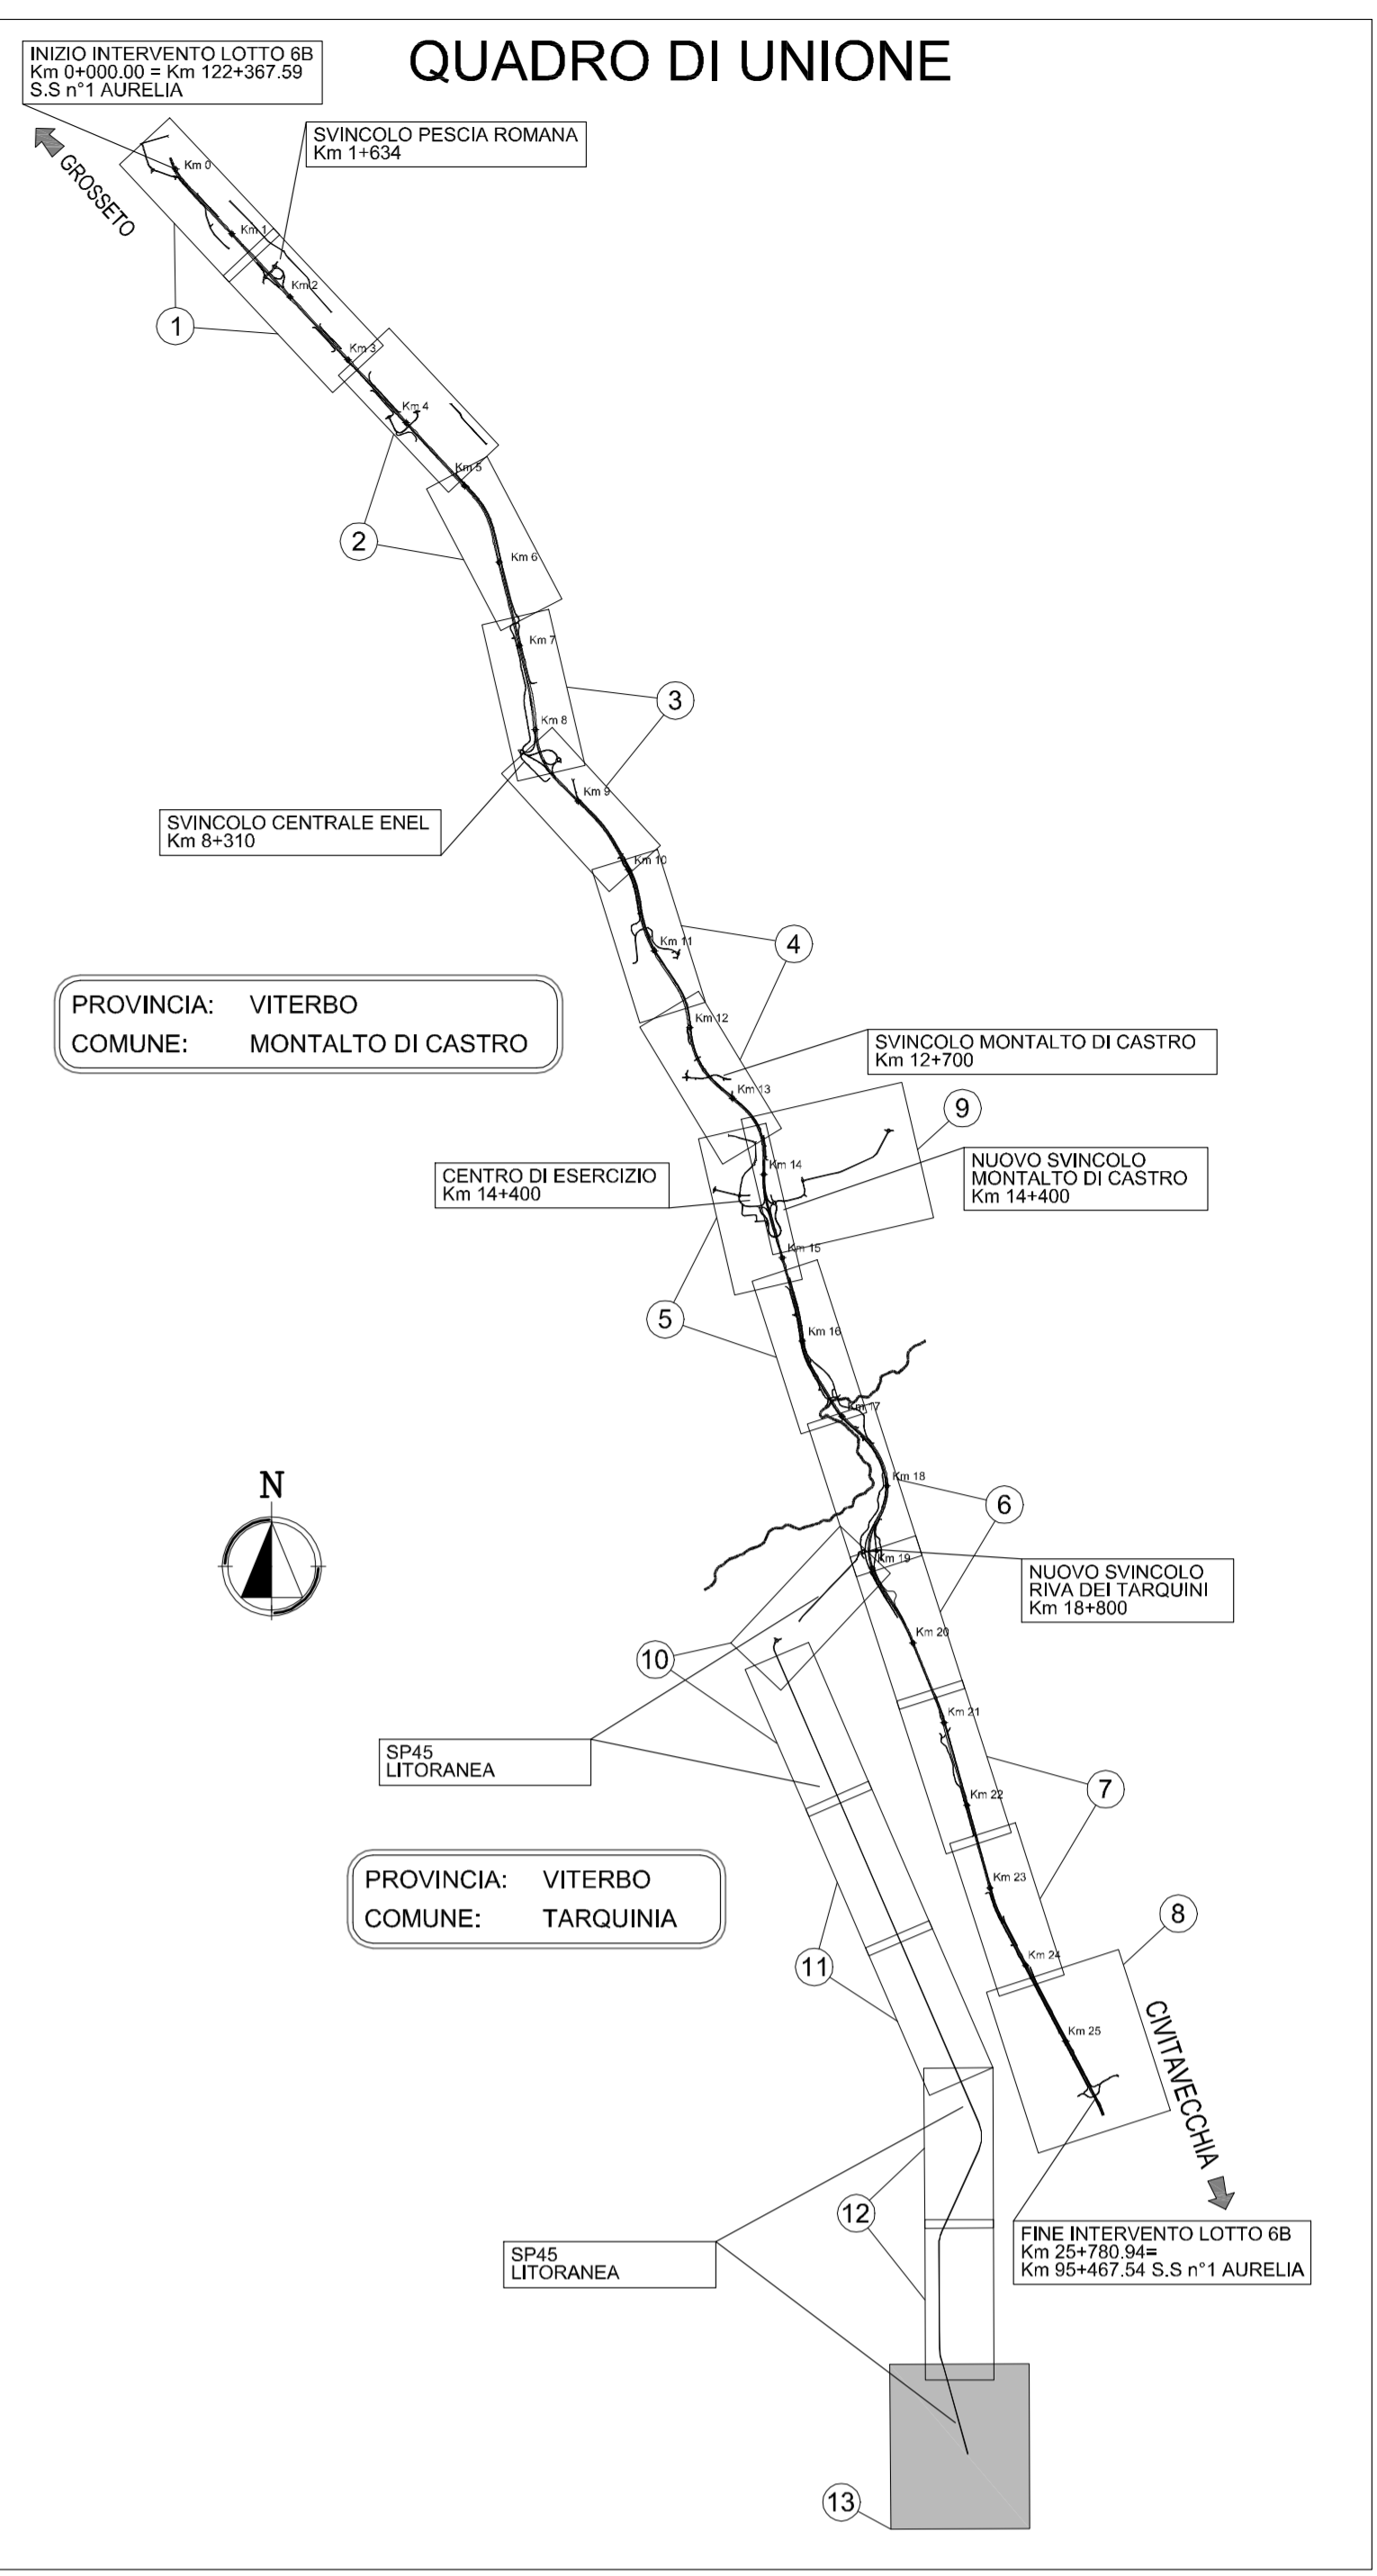 QUADRO DI UNIONE
INIZIO INTERVENTO LOTTO 6B
Km 0+000.00 = Km 122+367.59
S.S n°1 AURELIA
SVINCOLO PESCIA ROMANA
Km 1+634
GROSSETO
Km 0
Km 1
Km 2
1
Km 3
Km 4
Km 5
2
Km 6
Km 7
3
Km 8
Km 9
SVINCOLO CENTRALE ENEL
Km 8+310
Km 10
Km 11
4
PROVINCIA: VITERBO
COMUNE: MONTALTO DI CASTRO
Km 12
SVINCOLO MONTALTO DI CASTRO
Km 12+700
Km 13
9
CENTRO DI ESERCIZIO
Km 14+400
Km 14
NUOVO SVINCOLO
MONTALTO DI CASTRO
Km 14+400
Km 15
5
Km 16
Km 17
N
Km 18
6
Km 19
NUOVO SVINCOLO
RIVA DEI TARQUINI
Km 18+800
Km 20
10
Km 21
SP45
LITORANEA
7
Km 22
PROVINCIA: VITERBO
COMUNE: TARQUINIA
Km 23
8
Km 24
11
Km 25
CIVITAVECCHIA
12
FINE INTERVENTO LOTTO 6B
Km 25+780.94=
Km 95+467.54 S.S n°1 AURELIA
SP45
LITORANEA
13